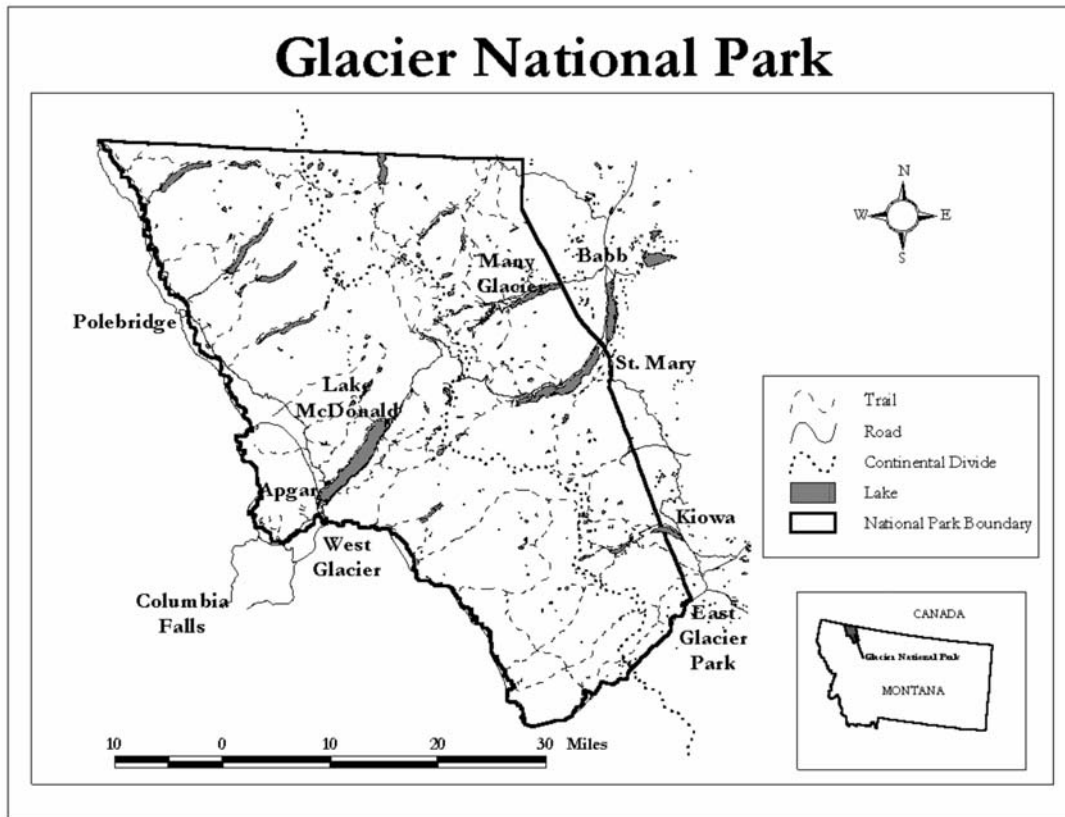 Glacier National Park
N
W E
S
Babb
Many
Glacier
Polebridge
St. Mary
Lake
McDonald
Apgar
Kiowa
West
Glacier
Columbia
Falls
East
Glacier
Park
Trail
Road
Continental Divide
Lake
National Park Boundary
CANADA
Glacier National Park
MONTANA
10 0 10 20 30 Miles